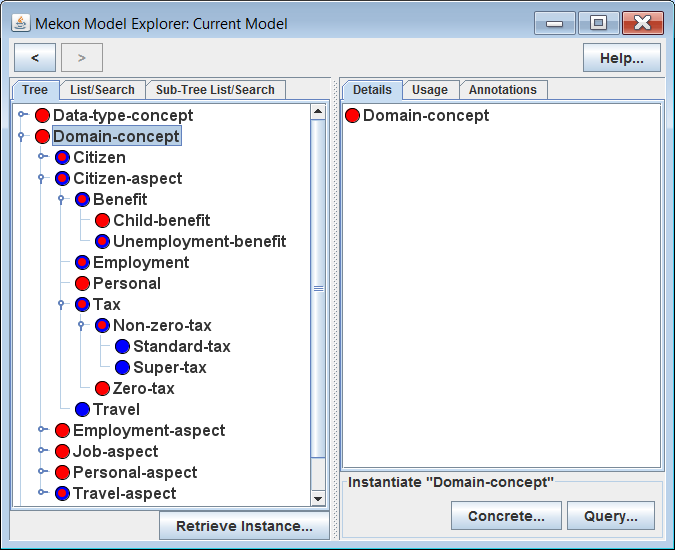 Mekon Model Explorer: Current Model
< > Help...
Tree List/Search Sub-Tree List/Search
Data-type-concept
Domain-concept
Citizen
Citizen-aspect
Benefit
Child-benefit
Unemployment-benefit
Employment
Personal
Tax
Non-zero-tax
Standard-tax
Super-tax
Zero-tax
Travel
Employment-aspect
Job-aspect
Personal-aspect
Travel-aspect
Retrieve Instance...
Details Usage Annotations
Domain-concept
Instantiate "Domain-concept"
Concrete... Query...